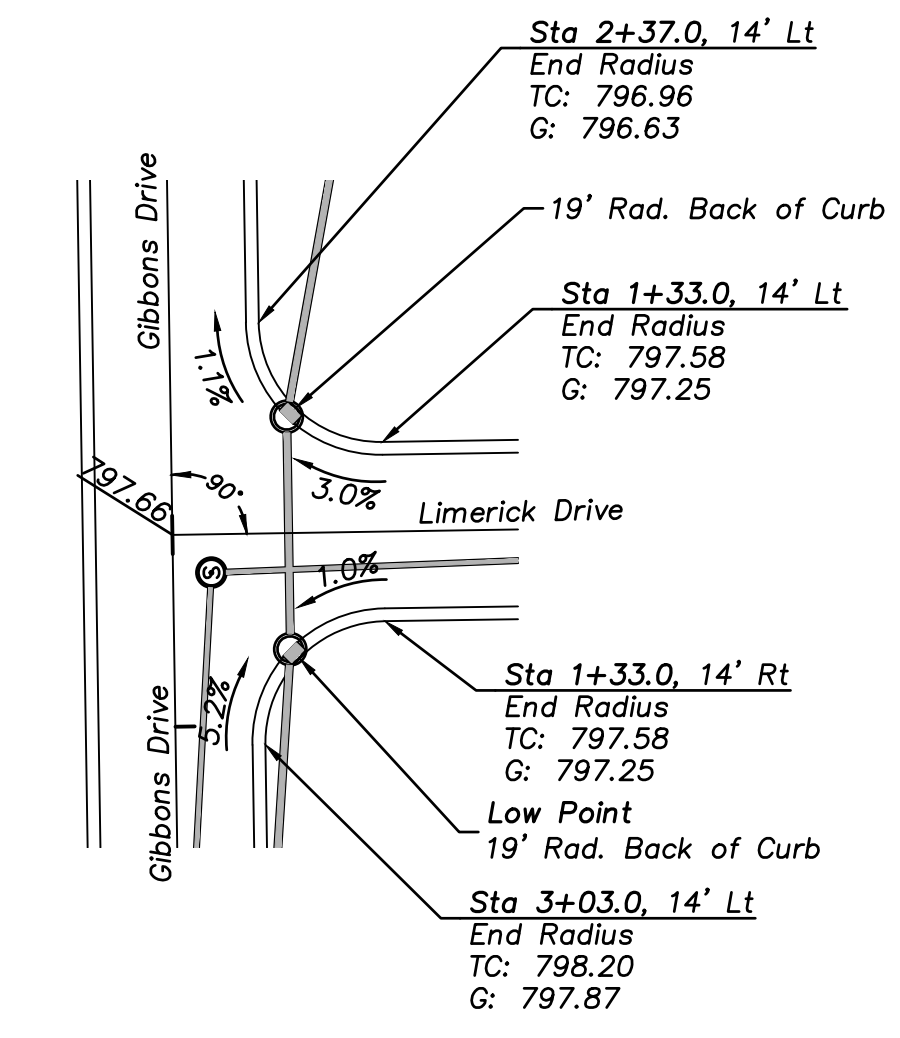 Sta 2+37.0, 14' Lt
End Radius
TC: 796.96
G: 796.63
Gibbons Drive
19' Rad. Back of Curb
Sta 1+33.0, 14' Lt
End Radius
TC: 797.58
G: 797.25
1.1%
797.66
90°
3.0%
Limerick Drive
S
1.0%
Sta 1+33.0, 14' Rt
End Radius
TC: 797.58
G: 797.25
5.2%
Gibbons Drive
Low Point
19' Rad. Back of Curb
Sta 3+03.0, 14' Lt
End Radius
TC: 798.20
G: 797.87